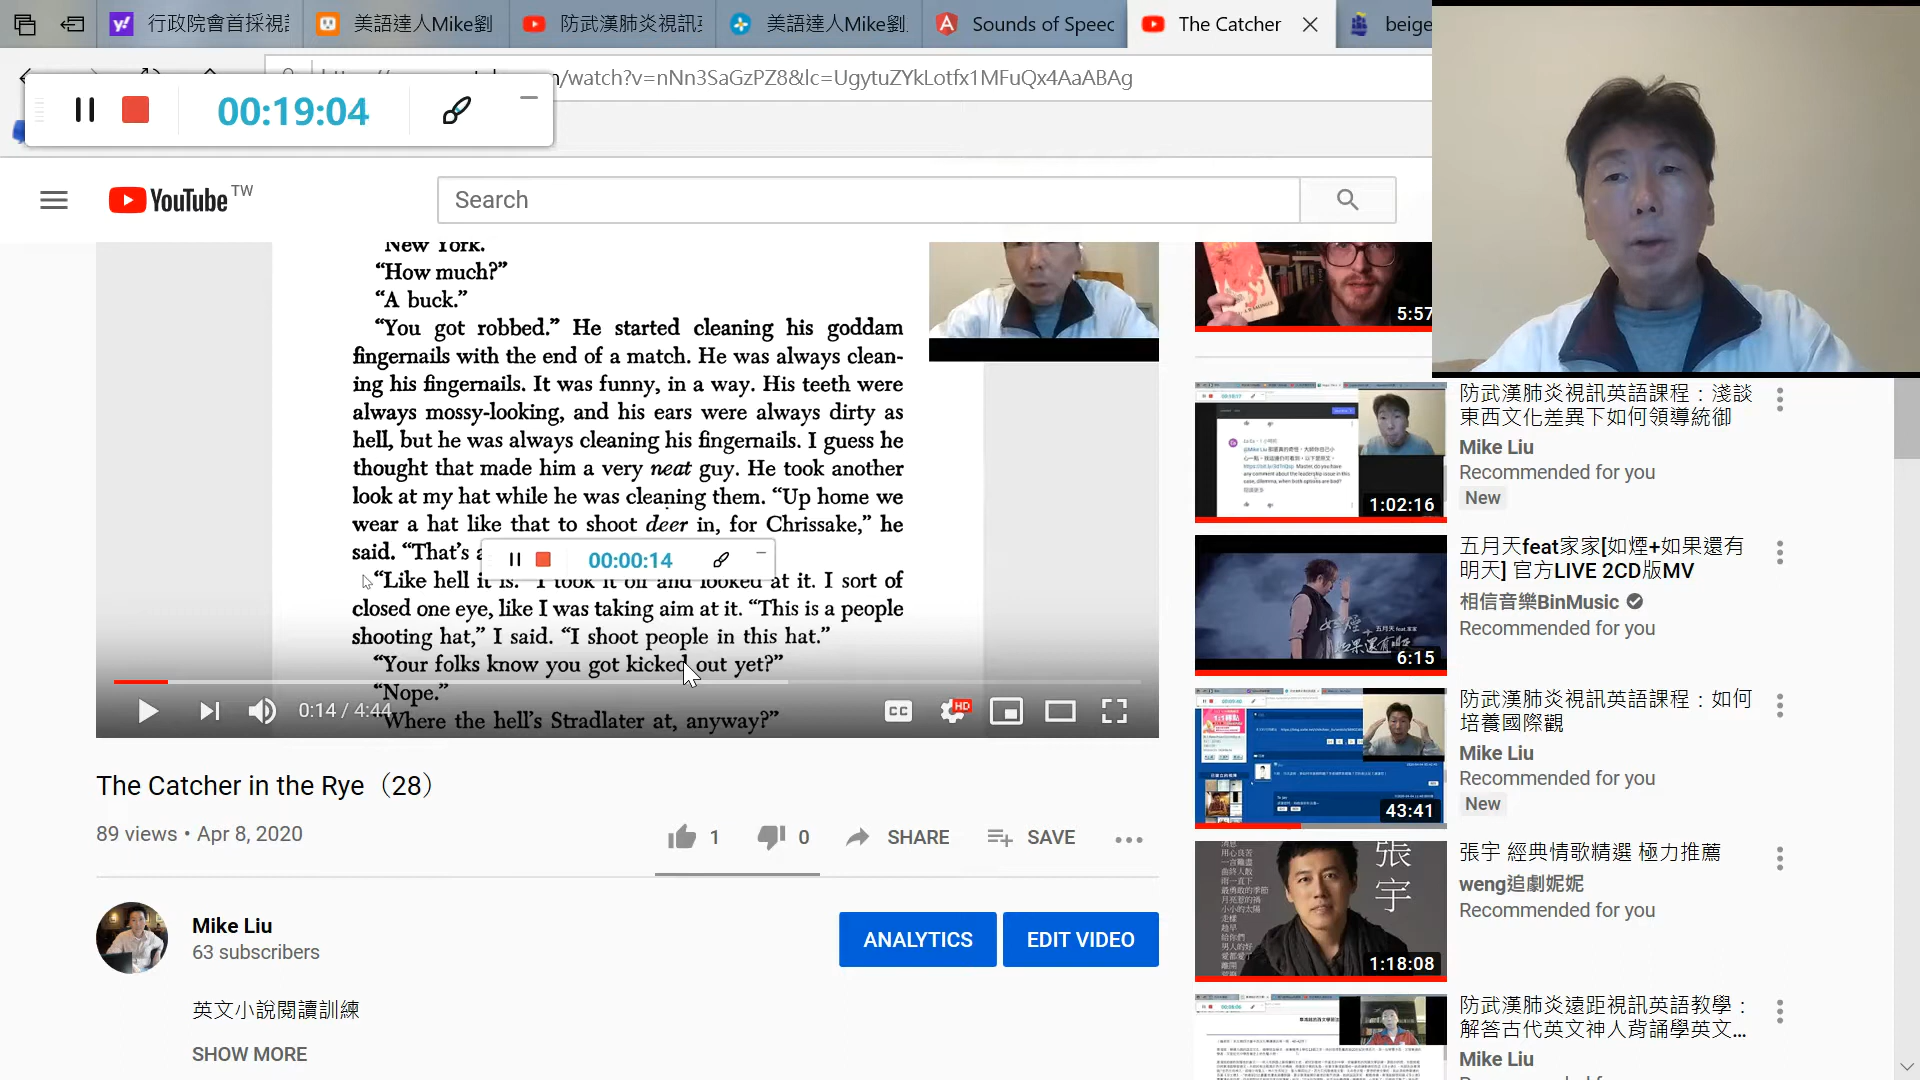 行政院會首採視
美語達人Mike劉
防武漢肺炎視訊
美語達人Mike劉
Sounds of Speec
The Catcher
beige
/watch?v=nNn3SaGzPZ8&lc=UgytuZYkLotfx1MFuQx4AaABAg
00:19:04
YouTube TW
Search
New York.
“How much?”
“A buck.”
“You got robbed.” He started cleaning his goddam
fingernails with the end of a match. He was always clean-
ing his fingernails. It was funny, in a way. His teeth were
always mossy-looking, and his ears were always dirty as
hell, but he was always cleaning his fingernails. I guess he
thought that made him a very neat guy. He took another
look at my hat while he was cleaning them. “Up home we
wear a hat like that to shoot deer in, for Chrissake,” he
said. “That’s a
00:00:14
“Like hell it is.” I took it off and looked at it. I sort of
closed one eye, like I was taking aim at it. “This is a people
shooting hat,” I said. “I shoot people in this hat.”
“Your folks know you got kicked out yet?”
“Nope.”
“Where the hell’s Stradlater at, anyway?”
0:14 / 4:44
CC
HD
The Catcher in the Rye（28）
89 views • Apr 8, 2020
1
0
SHARE
SAVE
Mike Liu
63 subscribers
ANALYTICS
EDIT VIDEO
英文小說閱讀訓練
SHOW MORE
5:57
防武漢肺炎視訊英語課程：淺談
東西文化差異下如何領導統御
Mike Liu
Recommended for you
New
1:02:16
五月天feat家家[如煙+如果還有
明天] 官方LIVE 2CD版MV
相信音樂BinMusic
Recommended for you
6:15
防武漢肺炎視訊英語課程：如何
培養國際觀
Mike Liu
Recommended for you
New
43:41
張宇 經典情歌精選 極力推薦
weng追劇妮妮
Recommended for you
張宇
1:18:08
防武漢肺炎遠距視訊英語教學：
解答古代英文神人背誦學英文...
Mike Liu